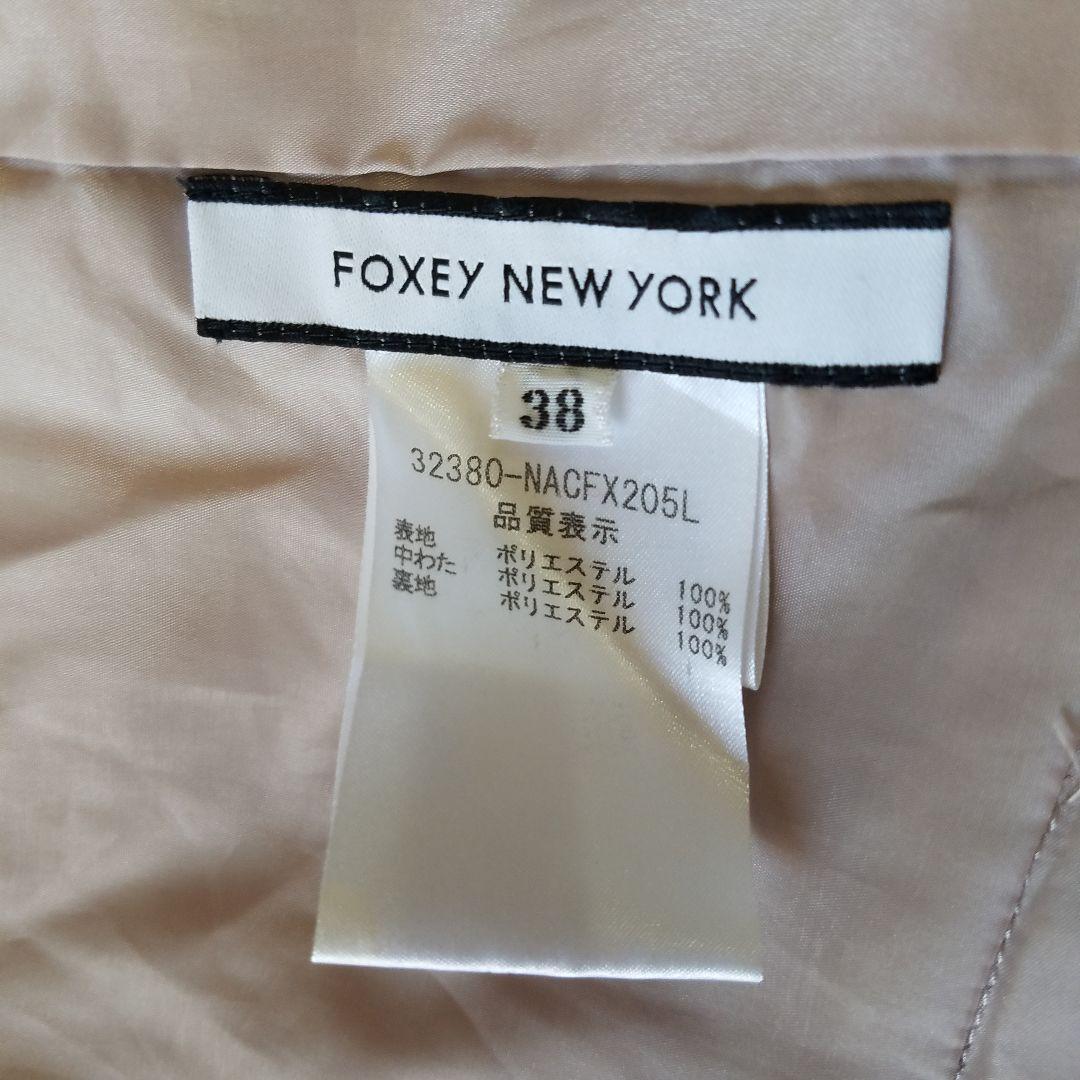 FOXEY NEW YORK
38
32380-NACFX205L
品質表示
表地 ポリエステル 100%
中わた ポリエステル 100%
裏地 ポリエステル 100%